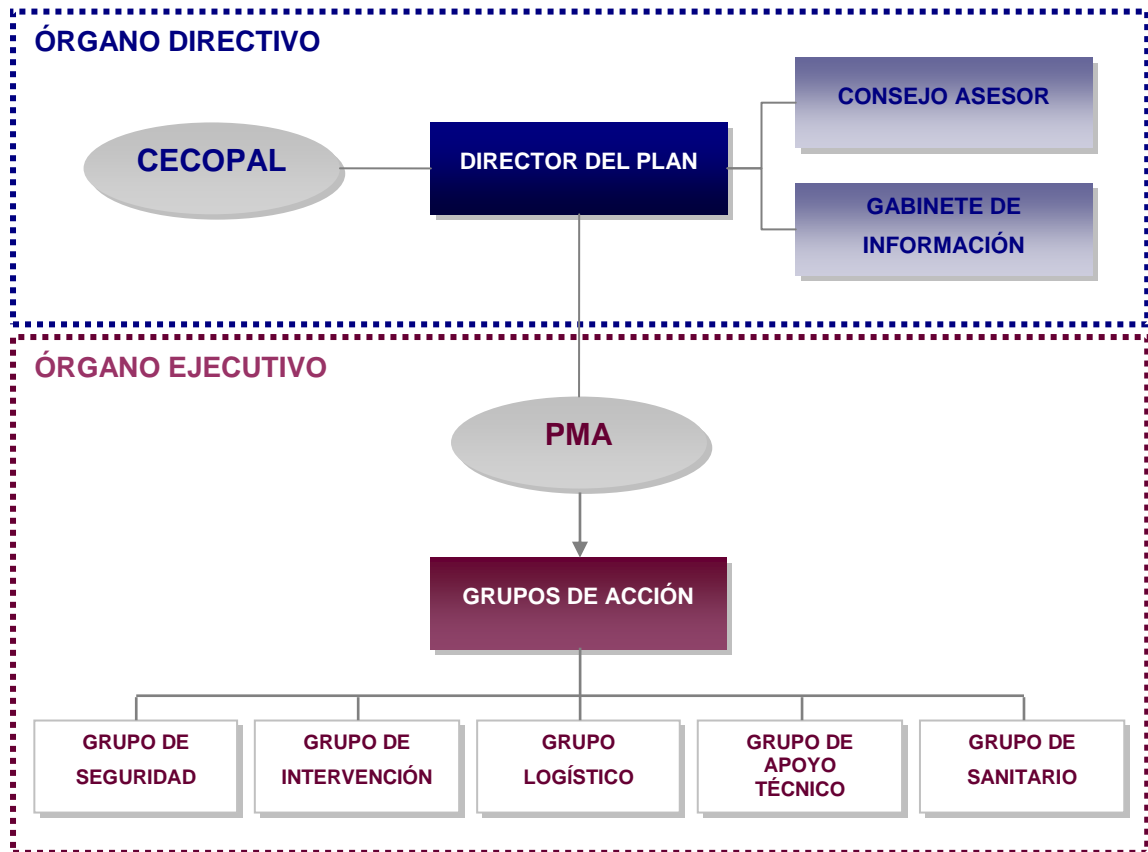 ÓRGANO DIRECTIVO
CECOPAL
DIRECTOR DEL PLAN
CONSEJO ASESOR
GABINETE DE
INFORMACIÓN
ÓRGANO EJECUTIVO
PMA
GRUPOS DE ACCIÓN
GRUPO DE
SEGURIDAD
GRUPO DE
INTERVENCIÓN
GRUPO
LOGÍSTICO
GRUPO DE
APOYO
TÉCNICO
GRUPO DE
SANITARIO